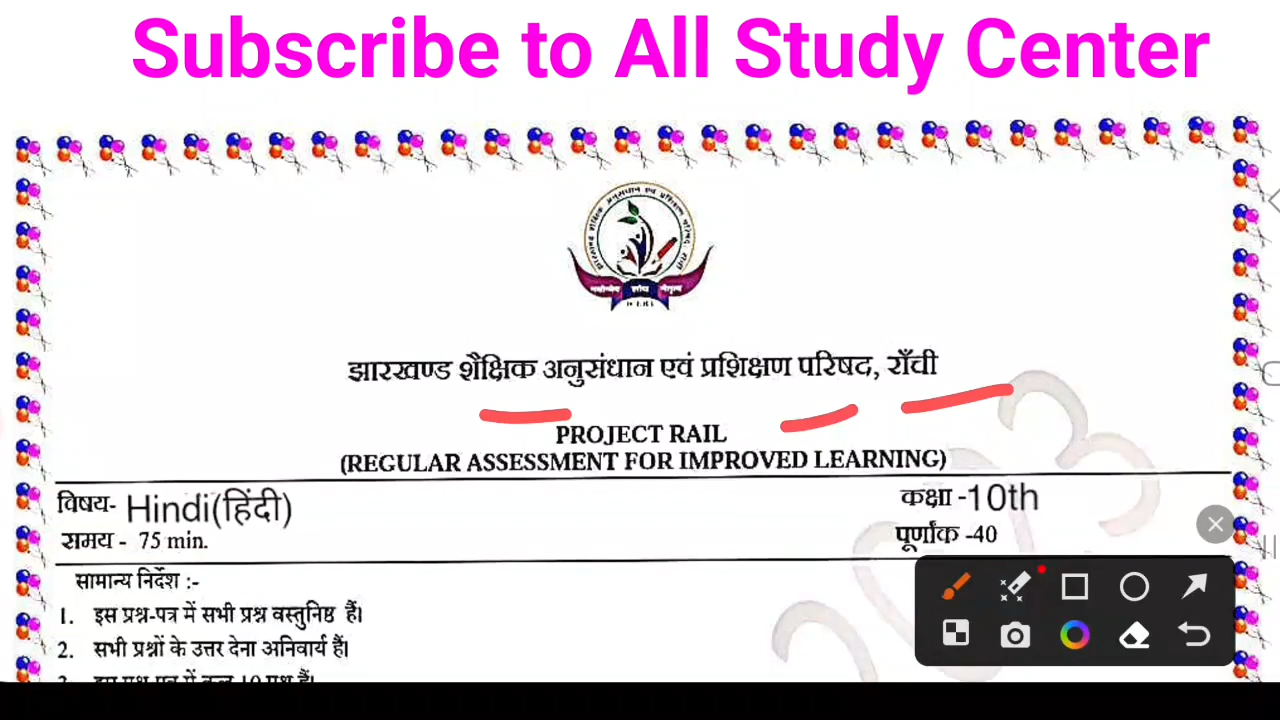 Subscribe to All Study Center
झारखण्ड शैक्षिक अनुसंधान एवं प्रशिक्षण परिषद, राँची
PROJECT RAIL
(REGULAR ASSESSMENT FOR IMPROVED LEARNING)
विषय- Hindi(हिंदी)
कक्षा -10th
समय - 75 min.
पूर्णांक -40
सामान्य निर्देश :-
1. इस प्रश्न-पत्र में सभी प्रश्न वस्तुनिष्ठ हैं।
2. सभी प्रश्नों के उत्तर देना अनिवार्य हैं।